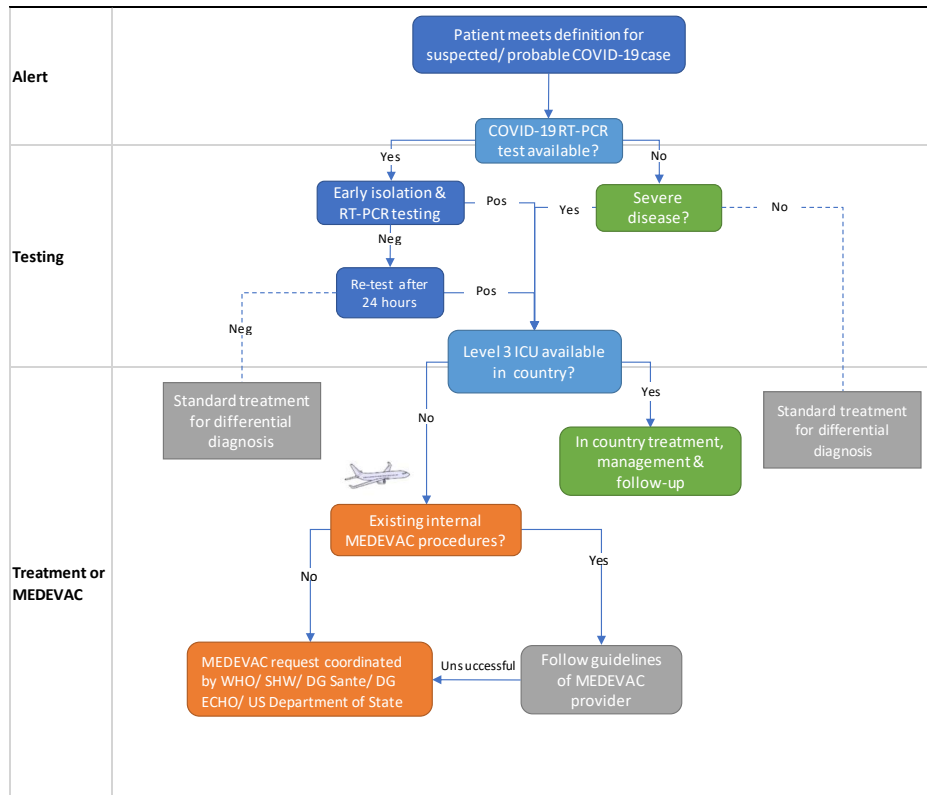 Patient meets definition for
suspected/ probable COVID-19 case
Alert
COVID-19 RT-PCR
test available?
Yes
No
Early isolation &
RT-PCR testing
Pos
Yes
Severe
disease?
No
Neg
Testing
Re-test after
24 hours
Pos
Neg
Level 3 ICU available
in country?
Standard treatment
for differential
diagnosis
No
Yes
Standard treatment
for differential
diagnosis
In country treatment,
management &
follow-up
Existing internal
MEDEVAC procedures?
No
Yes
Treatment or
MEDEVAC
MEDEVAC request coordinated
by WHO/ SHW/ DG Sante/ DG
ECHO/ US Department of State
Unsuccessful
Follow guidelines
of MEDEVAC
provider